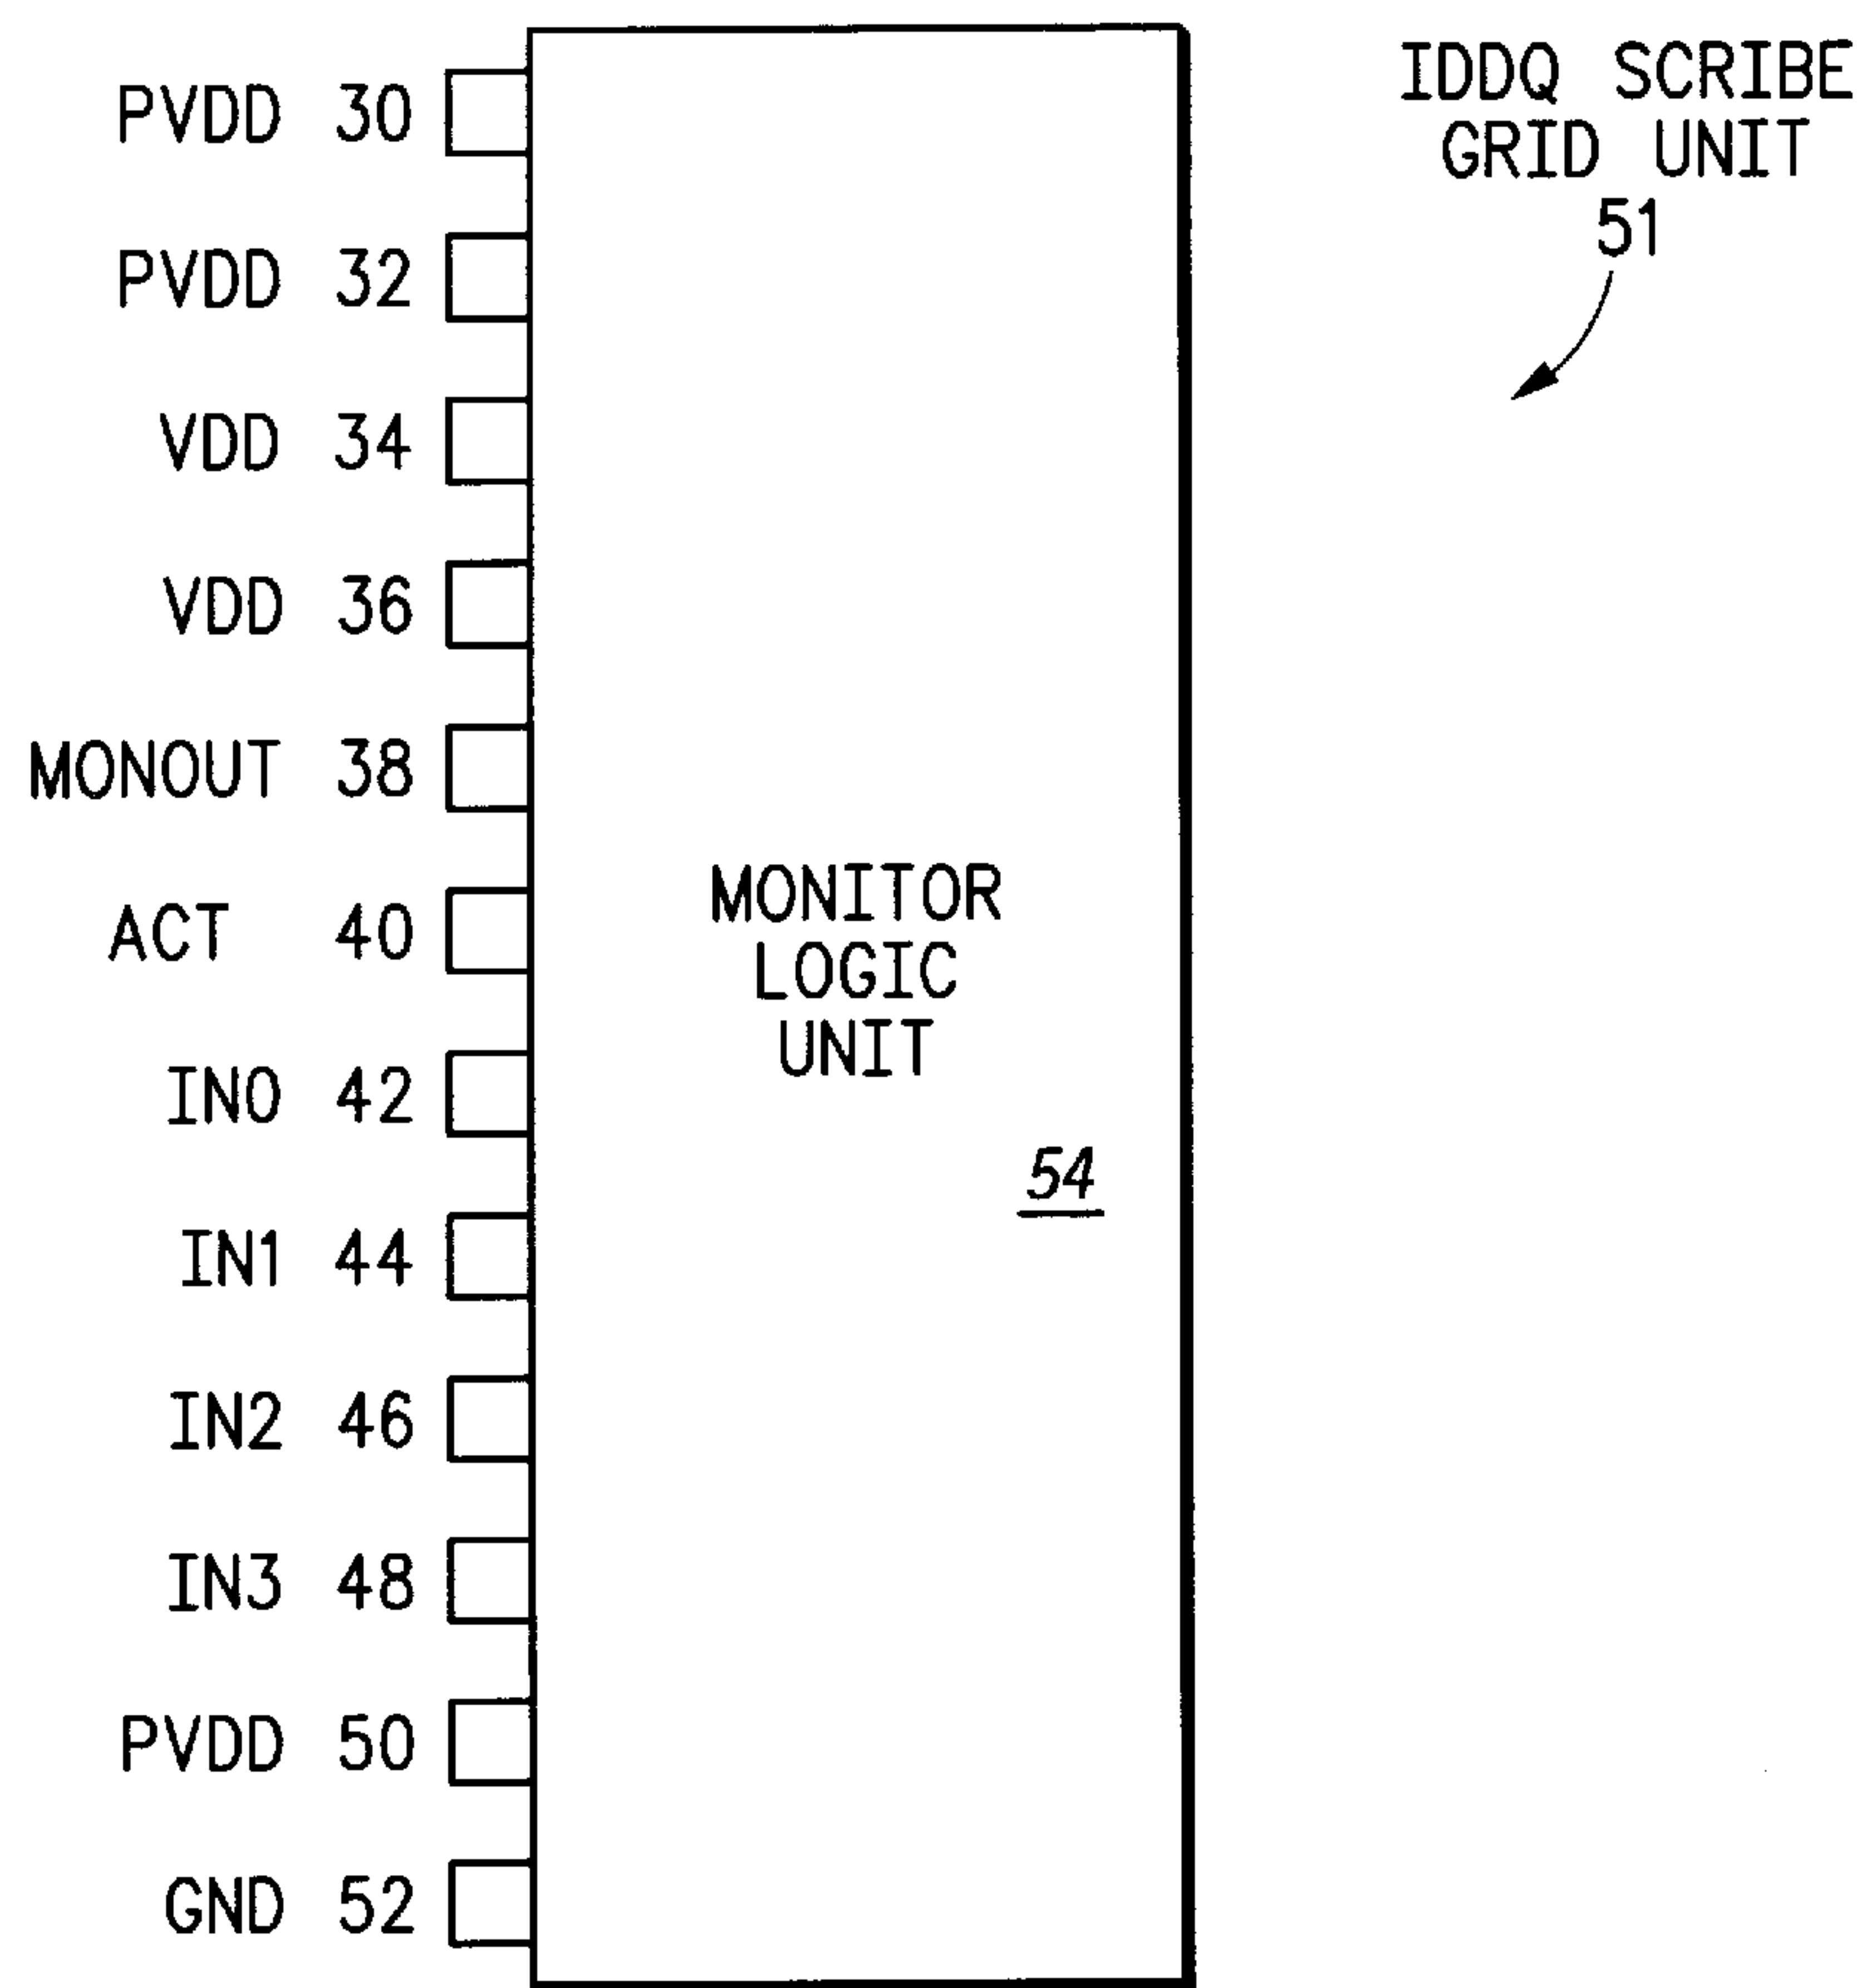 IDDQ SCRIBE
GRID UNIT
51
PVDD 30
PVDD 32
VDD 34
VDD 36
MONOUT 38
ACT 40
IN0 42
IN1 44
IN2 46
IN3 48
PVDD 50
GND 52
MONITOR
LOGIC
UNIT
54